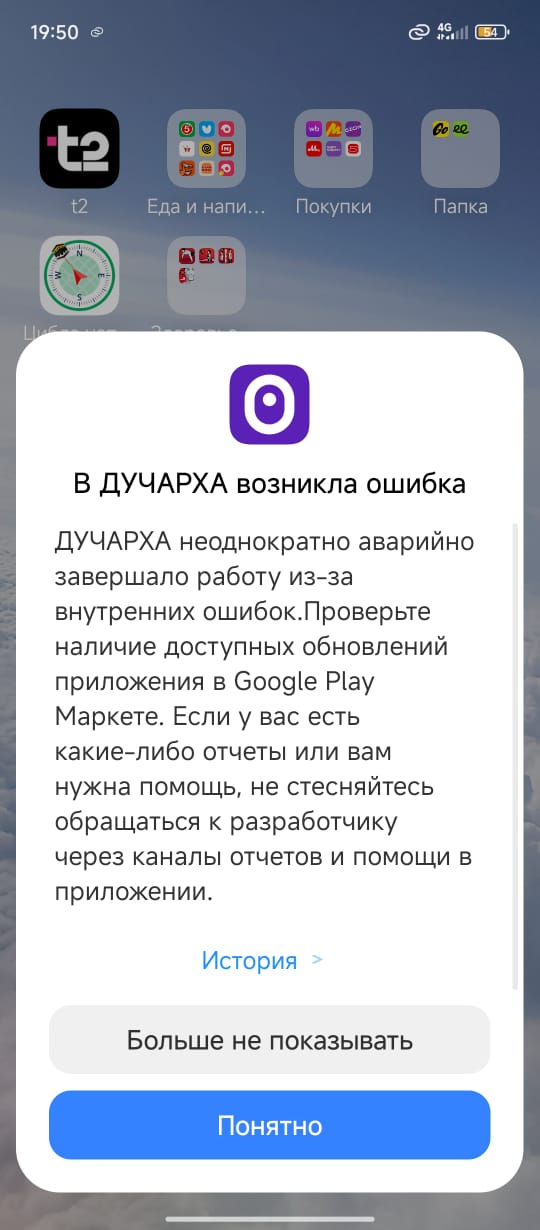 19:50
4G
54
t2
t2
Еда и напи...
Покупки
Папка
В ДУЧАРХА возникла ошибка
ДУЧАРХА неоднократно аварийно
завершало работу из-за
внутренних ошибок.Проверьте
наличие доступных обновлений
приложения в Google Play
Маркете. Если у вас есть
какие-либо отчеты или вам
нужна помощь, не стесняйтесь
обращаться к разработчику
через каналы отчетов и помощи в
приложении.
История >
Больше не показывать
Понятно